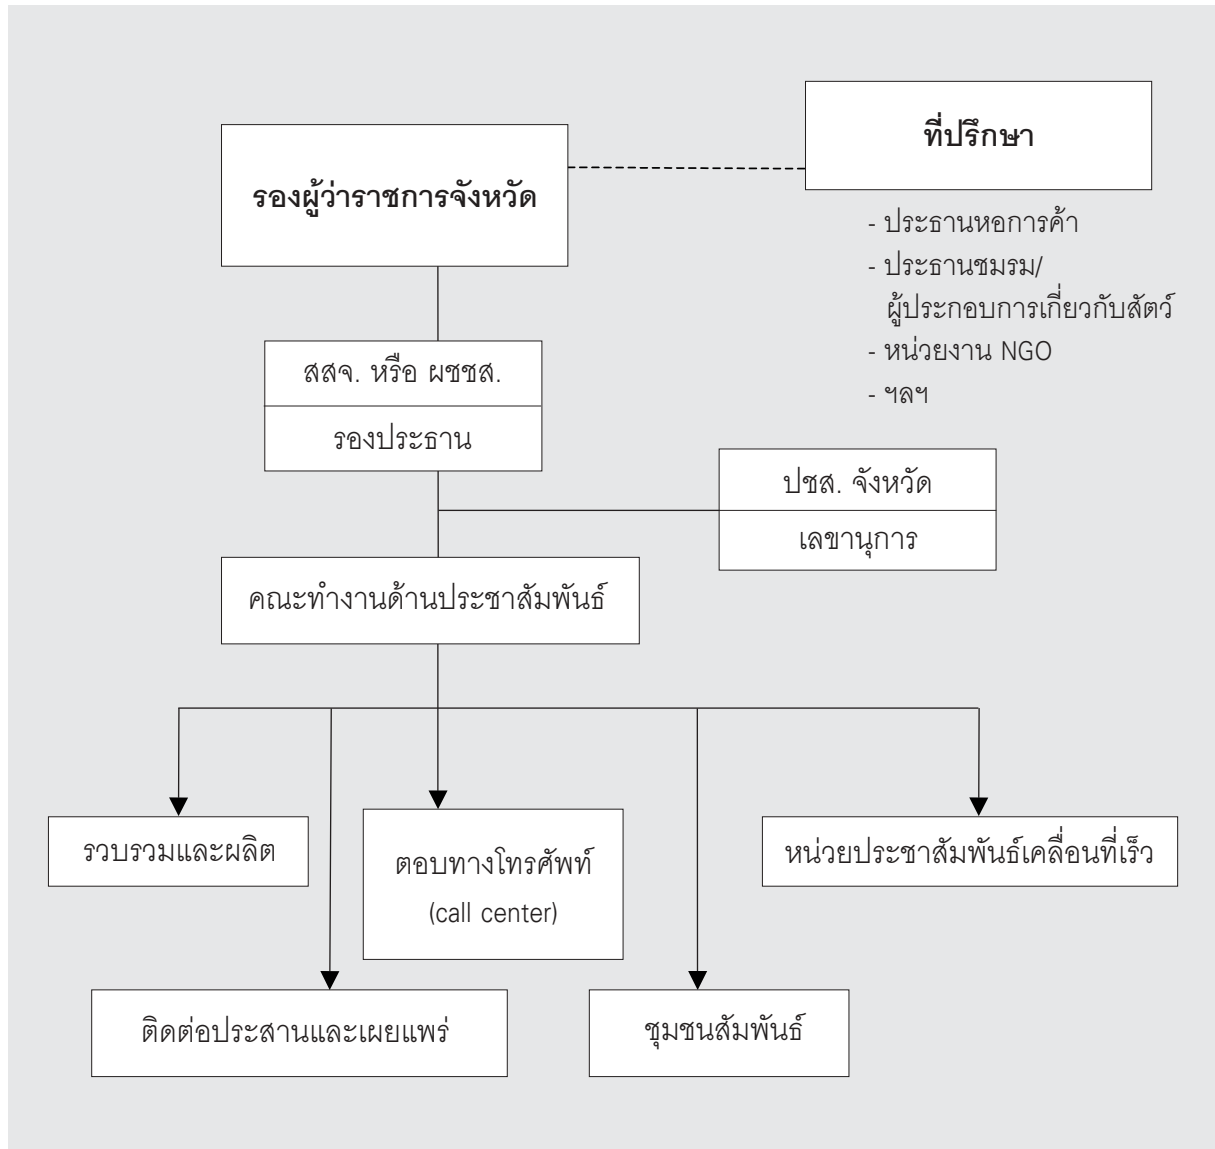 ที่ปรึกษา
รองผู้ว่าราชการจังหวัด
- ประธานหอการค้า
- ประธานชมรม/
ผู้ประกอบการเกี่ยวกับสัตว์
- หน่วยงาน NGO
- ฯลฯ
สสจ. หรือ ผชชส.
รองประธาน
ปชส. จังหวัด
เลขานุการ
คณะทำงานด้านประชาสัมพันธ์
รวบรวมและผลิต
ตอบทางโทรศัพท์
(call center)
หน่วยประชาสัมพันธ์เคลื่อนที่เร็ว
ติดต่อประสานและเผยแพร่
ชุมชนสัมพันธ์